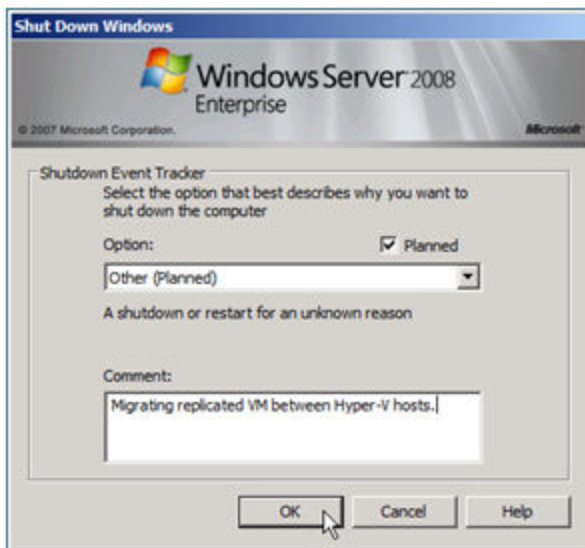 Shut Down Windows
Windows Server 2008
Enterprise
© 2007 Microsoft Corporation.
Microsoft
Shutdown Event Tracker
Select the option that best describes why you want to
shut down the computer
Option:
Planned
Other (Planned)
A shutdown or restart for an unknown reason
Comment:
Migrating replicated VM between Hyper-V hosts.
OK
Cancel
Help